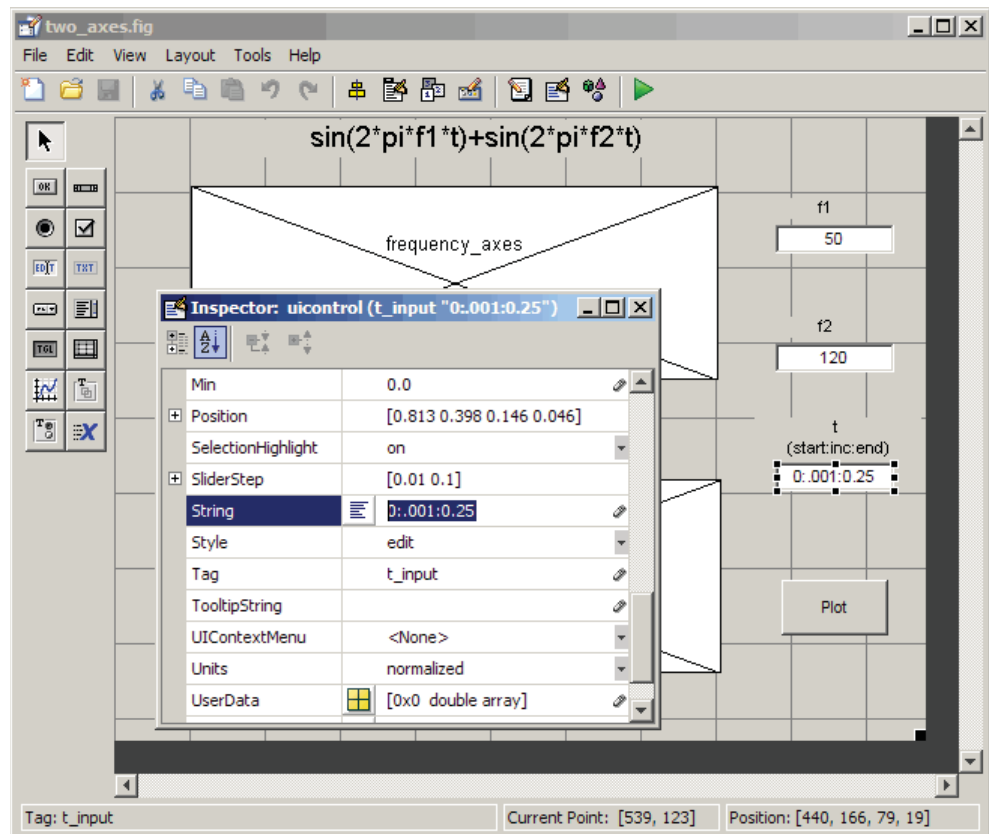 two_axes.fig
File Edit View Layout Tools Help
sin(2*pi*f1*t)+sin(2*pi*f2*t)
OK
EDIT TXT
TGL
frequency_axes
f1
50
f2
120
t
(start:inc:end)
0:.001:0.25
Plot
Inspector: uicontrol (t_input "0:.001:0.25")
Min 0.0
Position [0.813 0.398 0.146 0.046]
SelectionHighlight on
SliderStep [0.01 0.1]
String 0:.001:0.25
Style edit
Tag t_input
TooltipString
UIContextMenu <None>
Units normalized
UserData [0x0 double array]
Tag: t_input Current Point: [539, 123] Position: [440, 166, 79, 19]